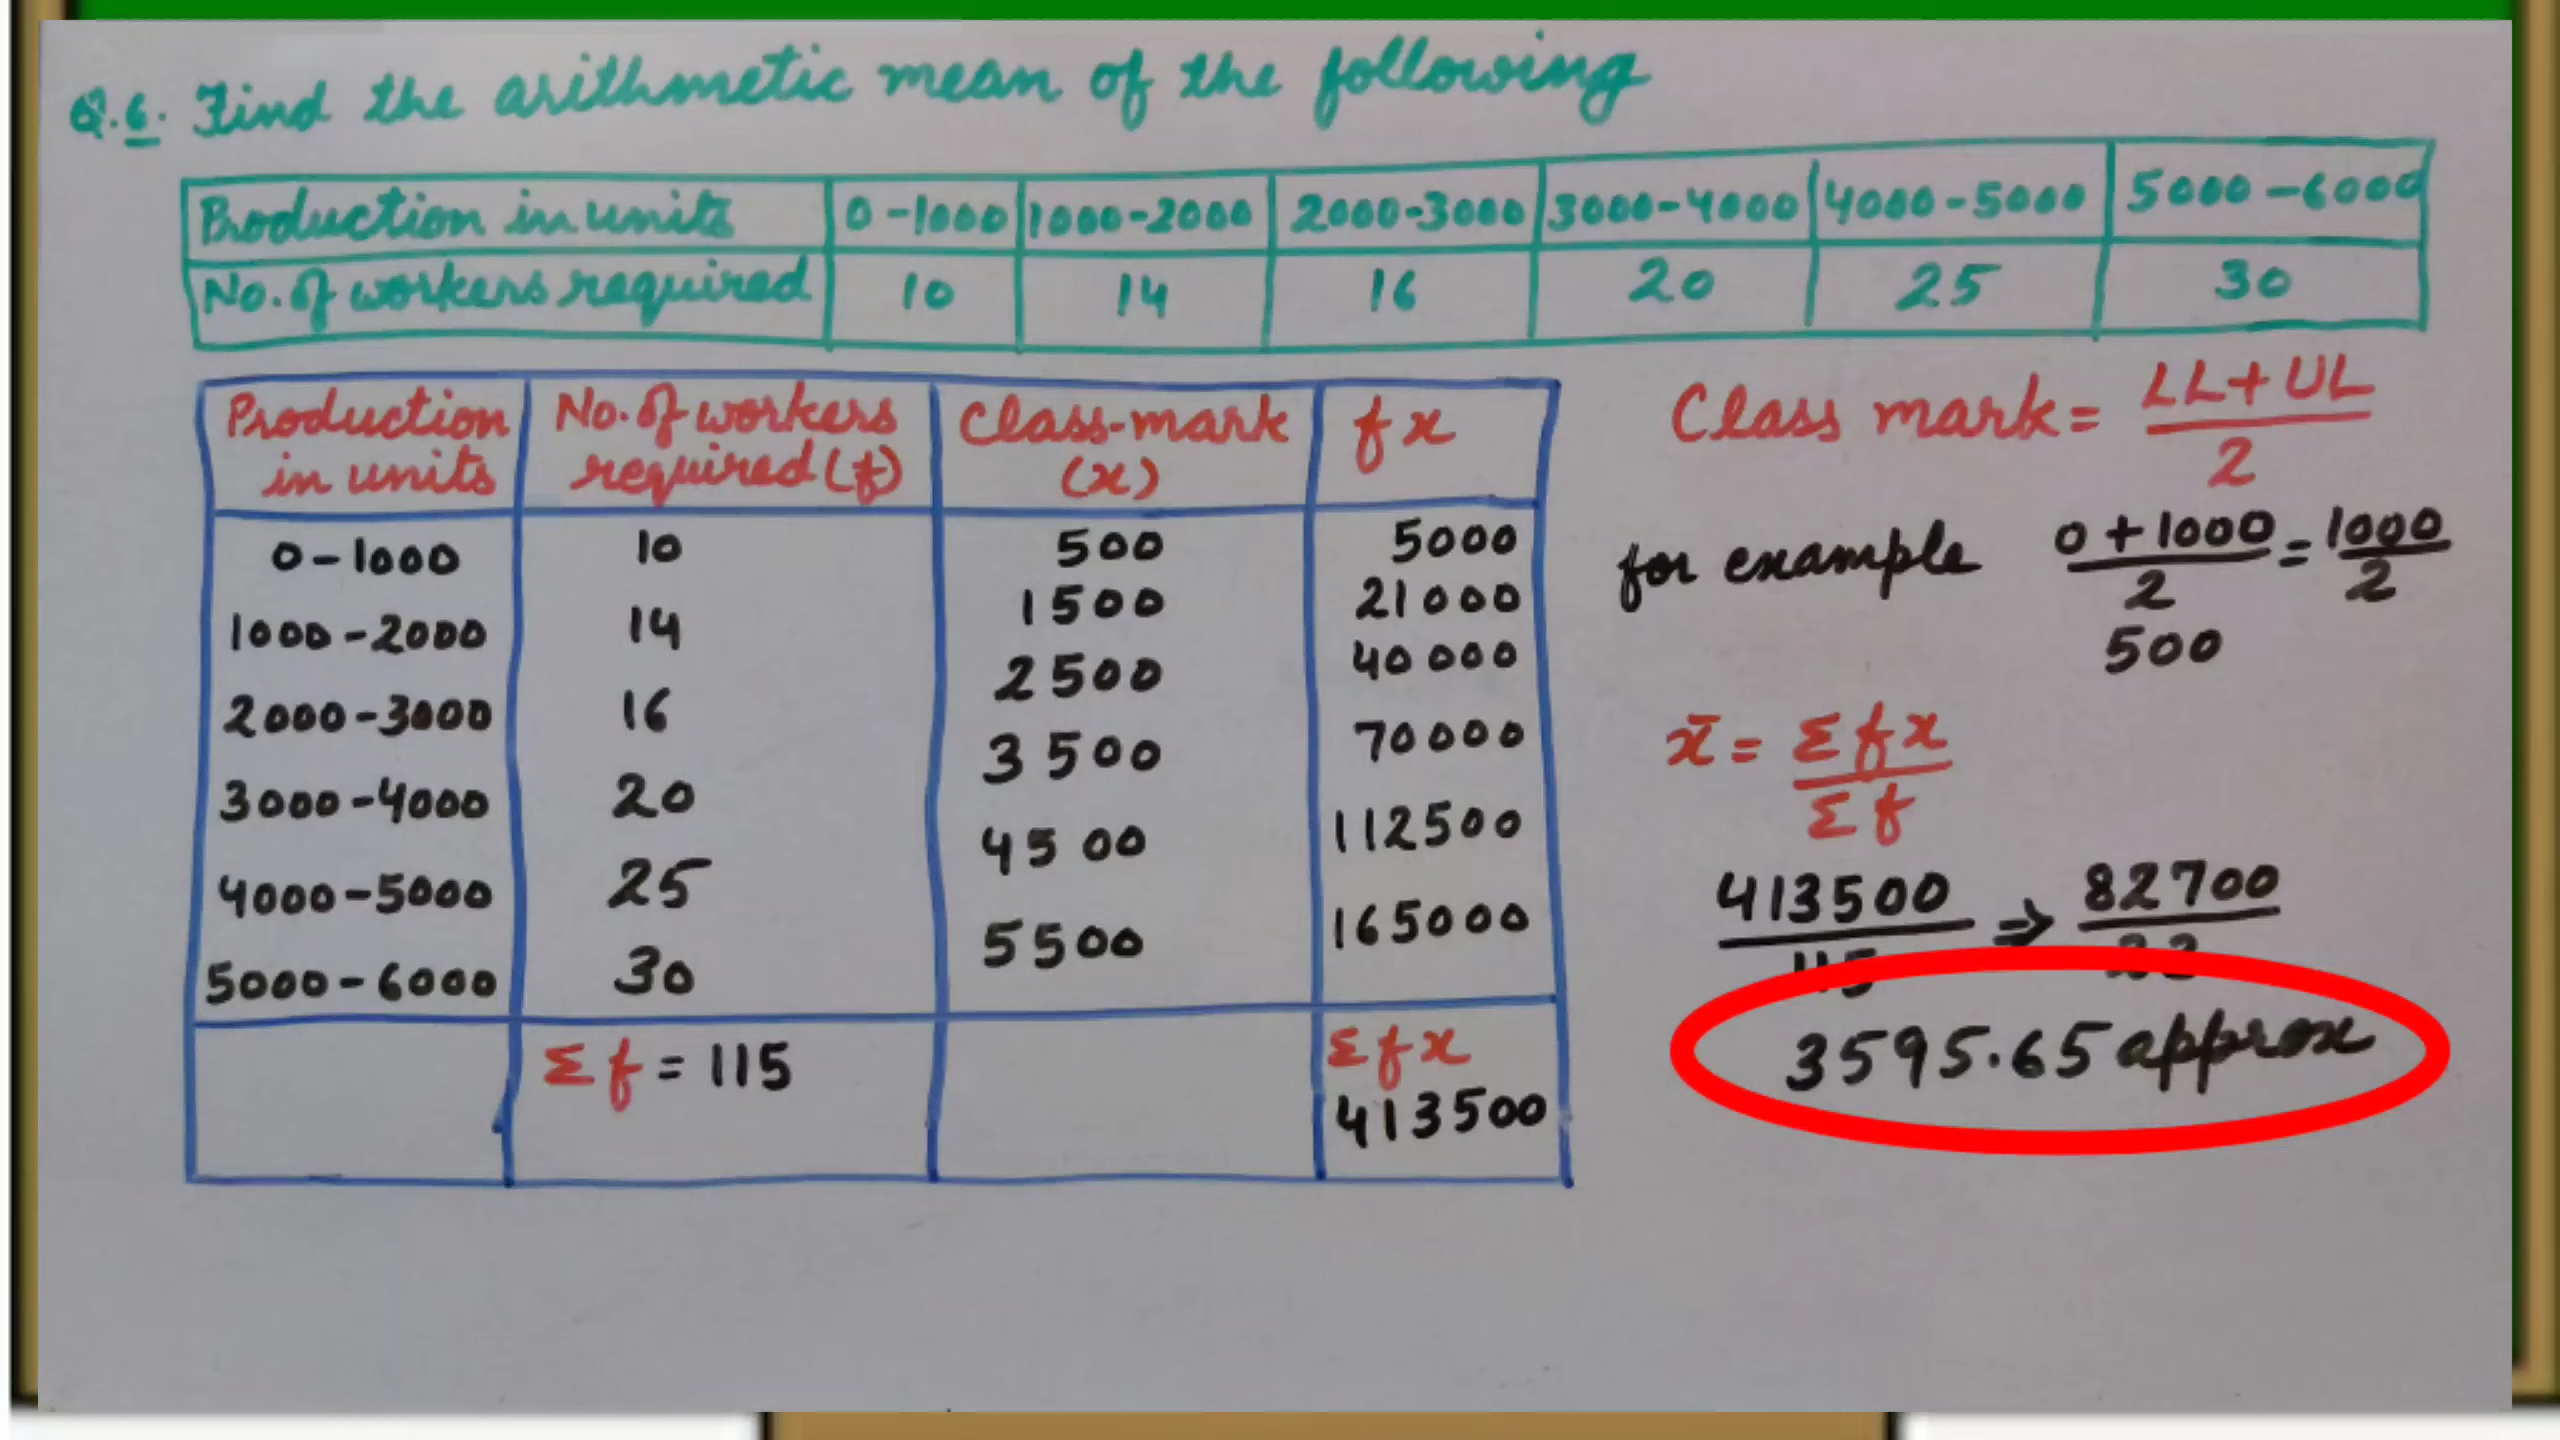 Q.6. Find the arithmetic mean of the following
Production in units 0-1000 1000-2000 2000-3000 3000-4000 4000-5000 5000-6000
No. of workers required 10 14 16 20 25 30
Production in units No. of workers required (f) Class-mark (x) fx
0-1000 10 500 5000
1000-2000 14 1500 21000
2000-3000 16 2500 40000
3000-4000 20 3500 70000
4000-5000 25 4500 112500
5000-6000 30 5500 165000
Σf = 115 Σfx 413500
Class mark = LL+UL / 2
for example 0+1000 / 2 = 1000 / 2
500
x̄ = Σfx / Σf
413500 / 115 ⇒ 82700 / 23
3595.65 approx